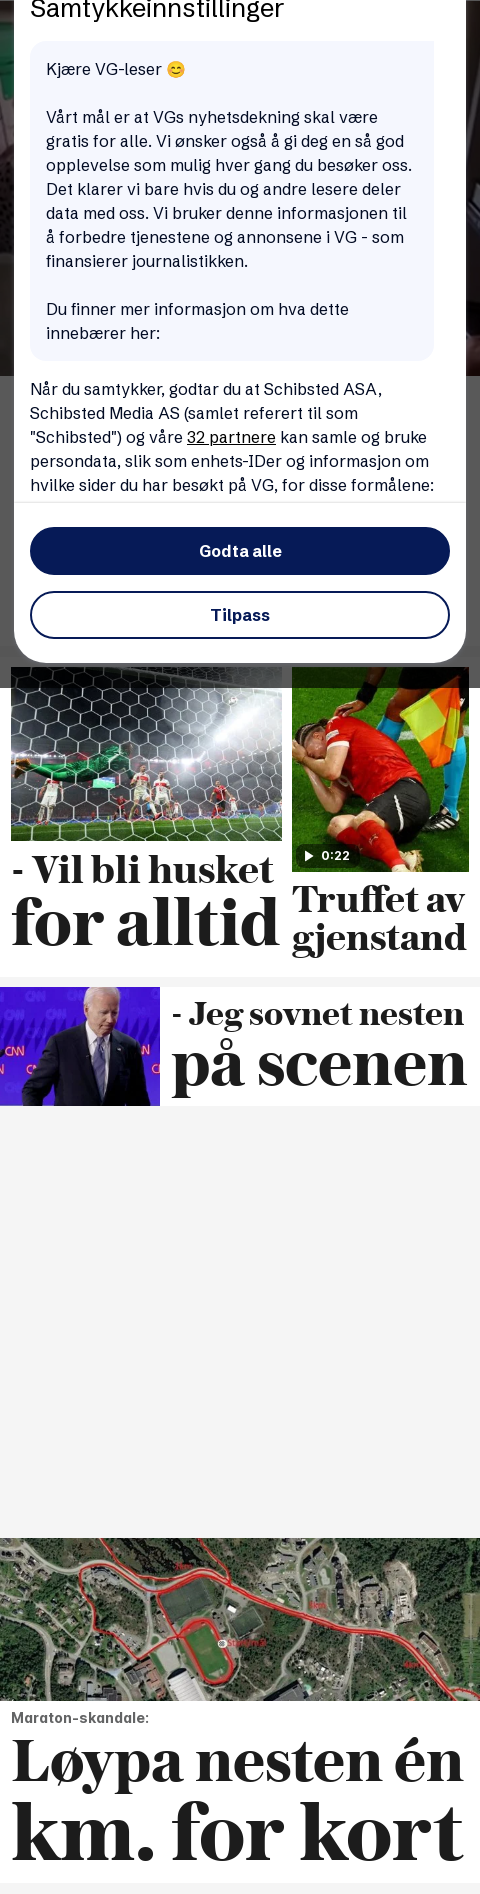 Samtykkeinnstillinger
Kjære VG-leser 😊
Vårt mål er at VGs nyhetsdekning skal være
gratis for alle. Vi ønsker også å gi deg en så god
opplevelse som mulig hver gang du besøker oss.
Det klarer vi bare hvis du og andre lesere deler
data med oss. Vi bruker denne informasjonen til
å forbedre tjenestene og annonsene i VG - som
finansierer journalistikken.
Du finner mer informasjon om hva dette
innebærer her:
Når du samtykker, godtar du at Schibsted ASA,
Schibsted Media AS (samlet referert til som
"Schibsted") og våre 32 partnere kan samle og bruke
persondata, slik som enhets-IDer og informasjon om
hvilke sider du har besøkt på VG, for disse formålene:
Godta alle
Tilpass
- Vil bli husket
for alltid
0:22
Truffet av
gjenstand
CNN
- Jeg sovnet nesten
på scenen
Maraton-skandale:
Løypa nesten én
km. for kort